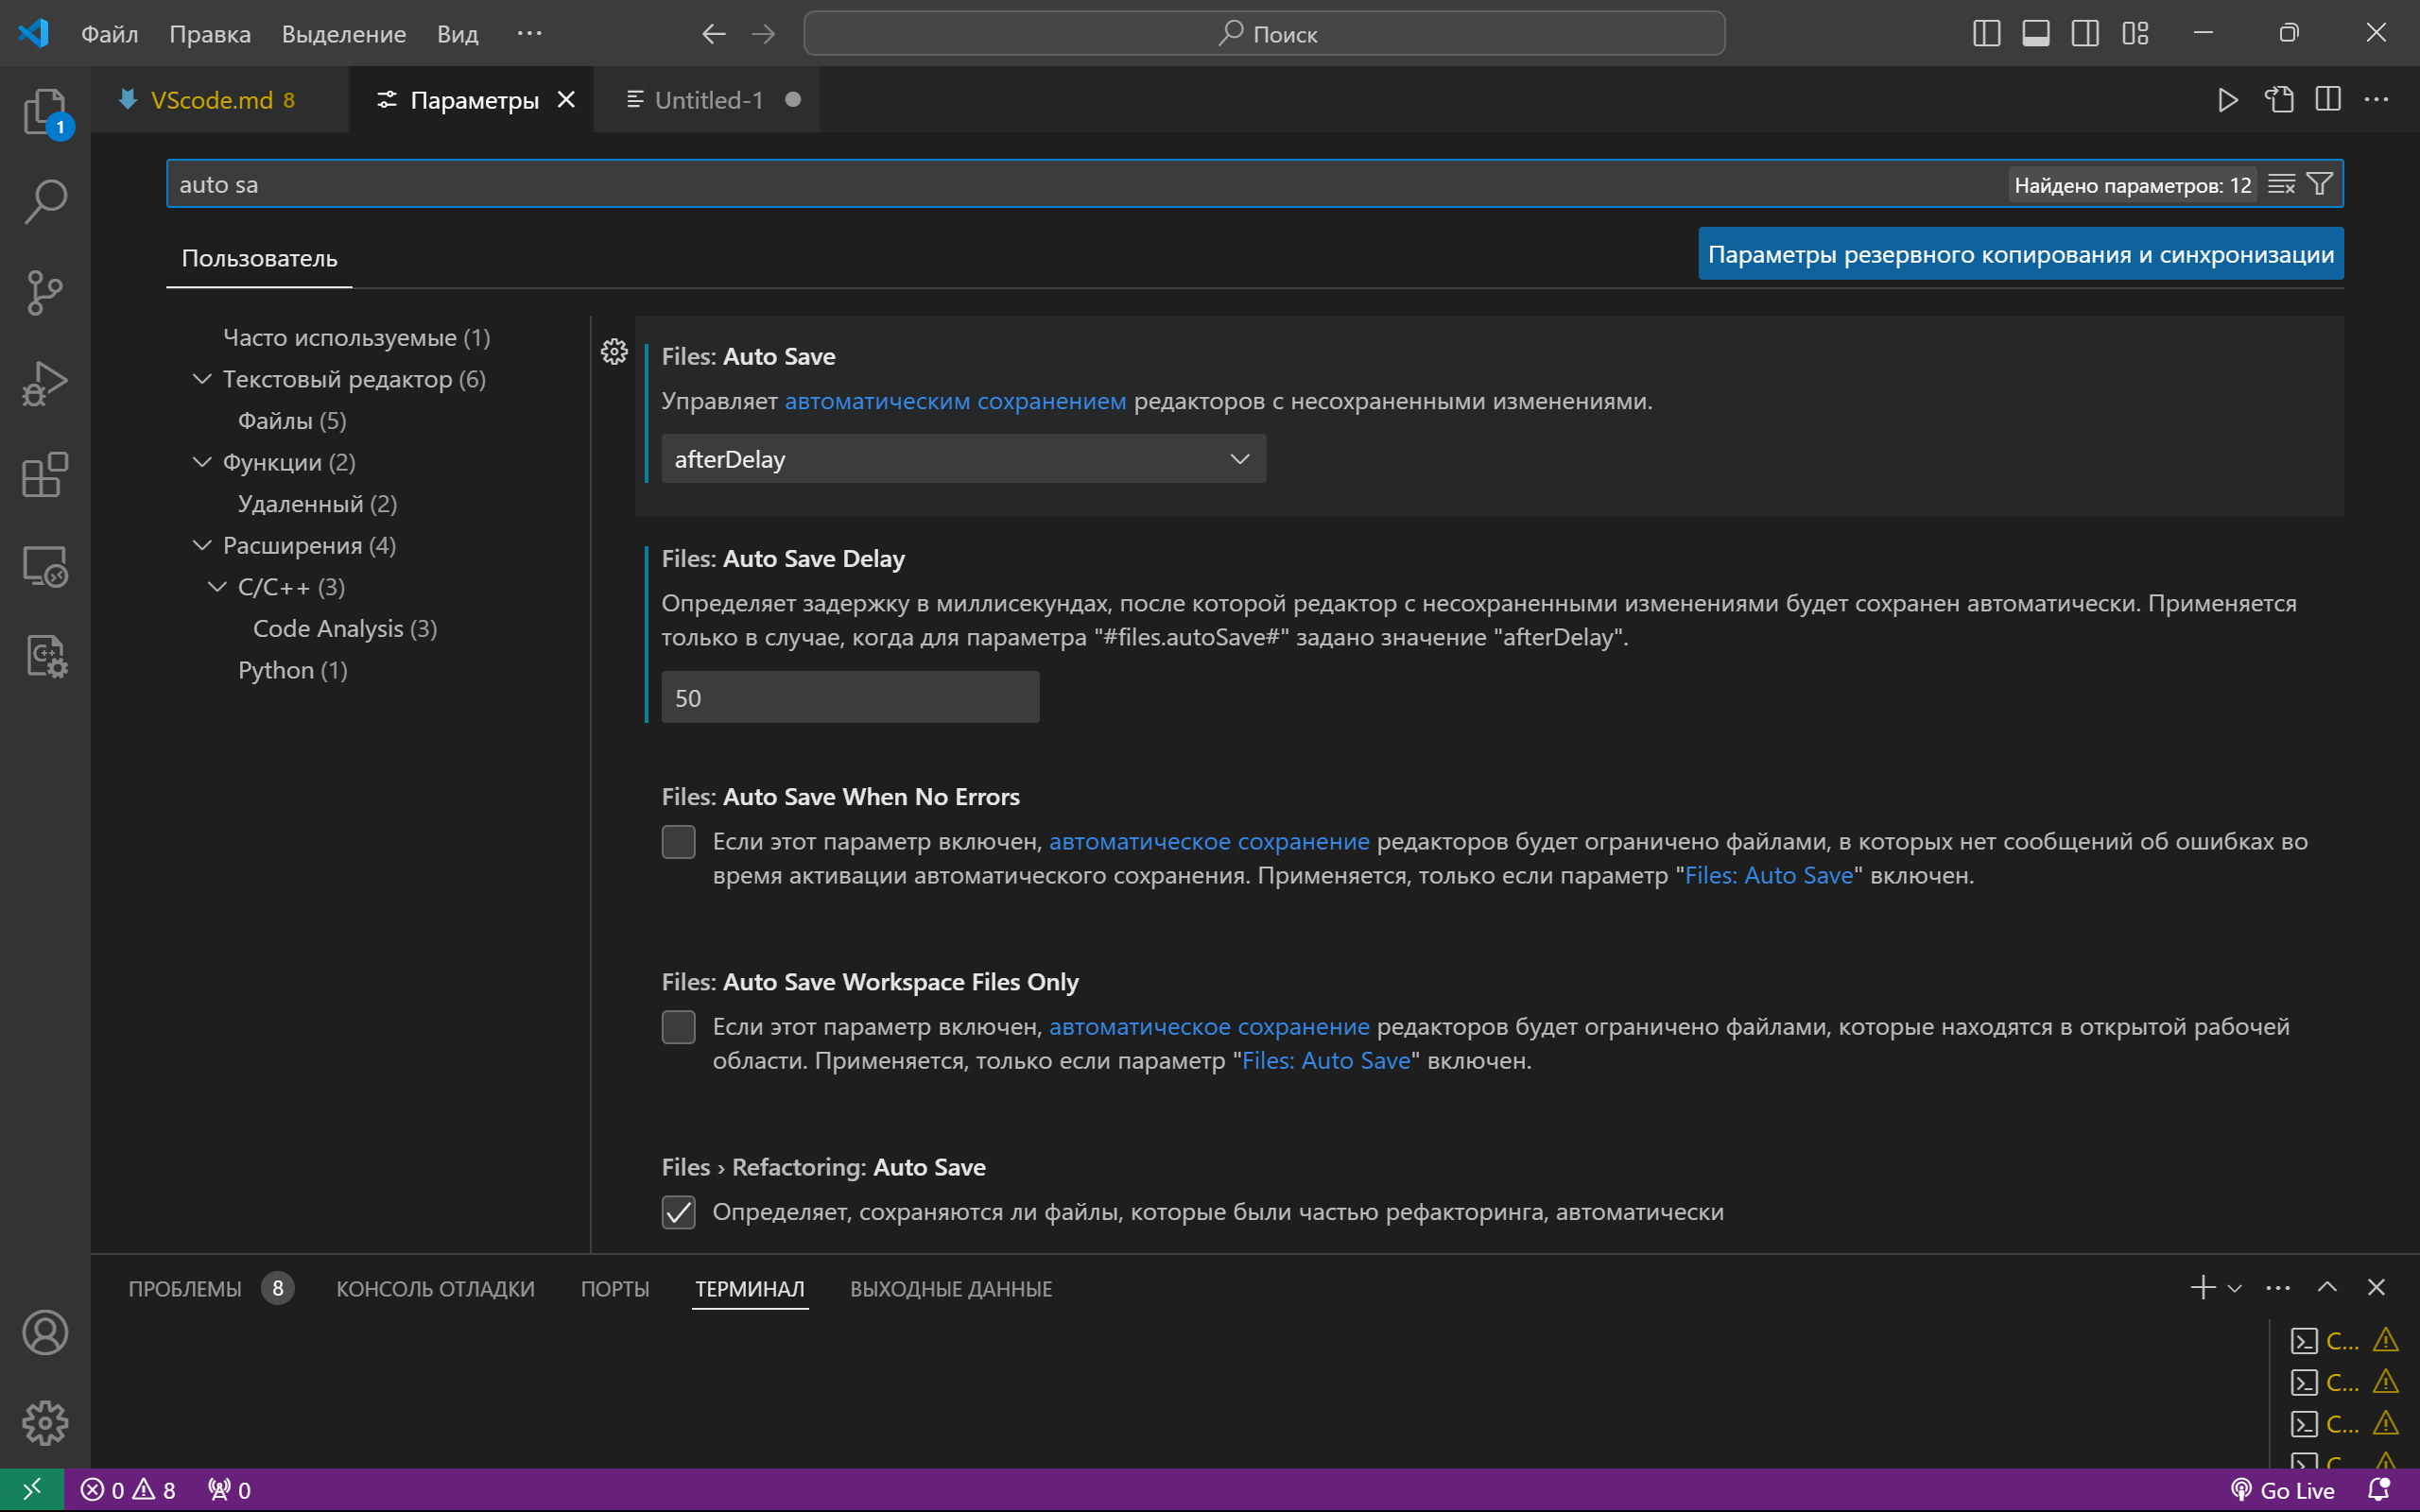 Файл Правка Выделение Вид ··· Поиск
VScode.md 8 Параметры Untitled-1
1
auto sa Найдено параметров: 12
Пользователь Параметры резервного копирования и синхронизации
Часто используемые (1)
Текстовый редактор (6)
Файлы (5)
Функции (2)
Удаленный (2)
Расширения (4)
C/C++ (3)
Code Analysis (3)
Python (1)
Files: Auto Save
Управляет автоматическим сохранением редакторов с несохраненными изменениями.
afterDelay
Files: Auto Save Delay
Определяет задержку в миллисекундах, после которой редактор с несохраненными изменениями будет сохранен автоматически. Применяется
только в случае, когда для параметра "#files.autoSave#" задано значение "afterDelay".
50
Files: Auto Save When No Errors
Если этот параметр включен, автоматическое сохранение редакторов будет ограничено файлами, в которых нет сообщений об ошибках во
время активации автоматического сохранения. Применяется, только если параметр "Files: Auto Save" включен.
Files: Auto Save Workspace Files Only
Если этот параметр включен, автоматическое сохранение редакторов будет ограничено файлами, которые находятся в открытой рабочей
области. Применяется, только если параметр "Files: Auto Save" включен.
Files › Refactoring: Auto Save
Определяет, сохраняются ли файлы, которые были частью рефакторинга, автоматически
ПРОБЛЕМЫ 8 КОНСОЛЬ ОТЛАДКИ ПОРТЫ ТЕРМИНАЛ ВЫХОДНЫЕ ДАННЫЕ
C...
C...
C...
0 8 0 Go Live